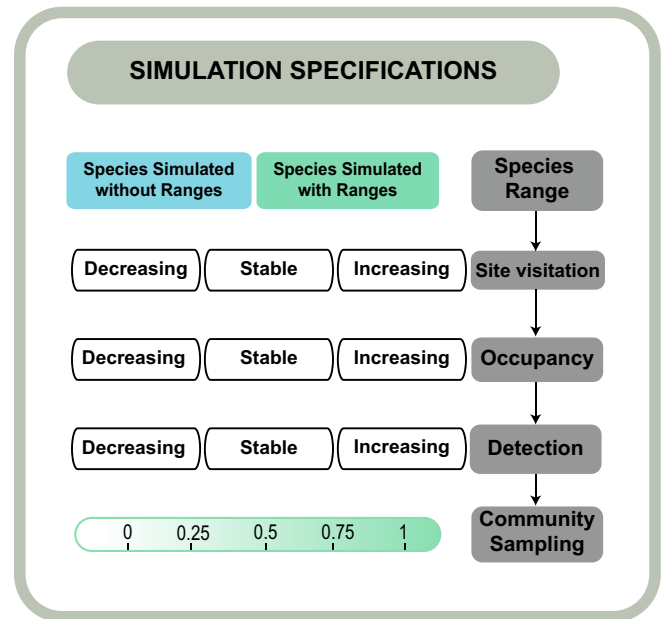 SIMULATION SPECIFICATIONS
Species Simulated
without Ranges
Species Simulated
with Ranges
Species
Range
Decreasing
Stable
Increasing
Site visitation
Decreasing
Stable
Increasing
Occupancy
Decreasing
Stable
Increasing
Detection
0 0.25 0.5 0.75 1
Community
Sampling